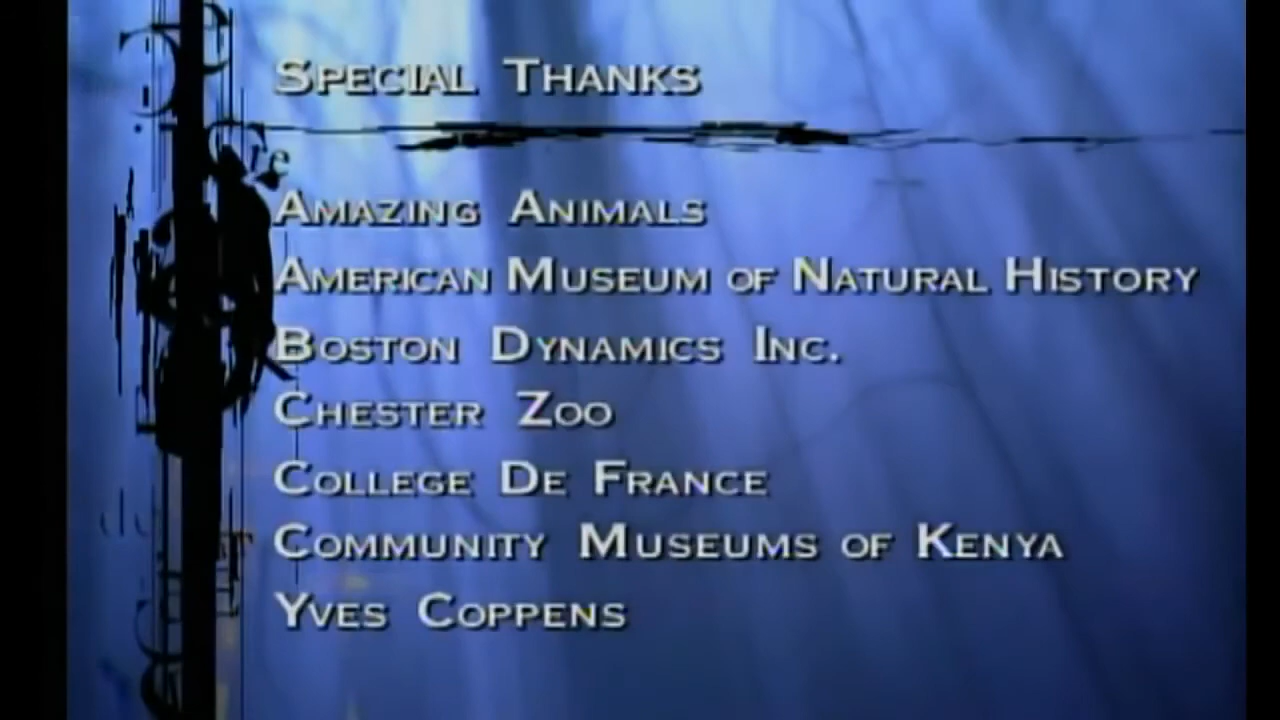 Special Thanks
Amazing Animals
American Museum of Natural History
Boston Dynamics Inc.
Chester Zoo
College De France
Community Museums of Kenya
Yves Coppens